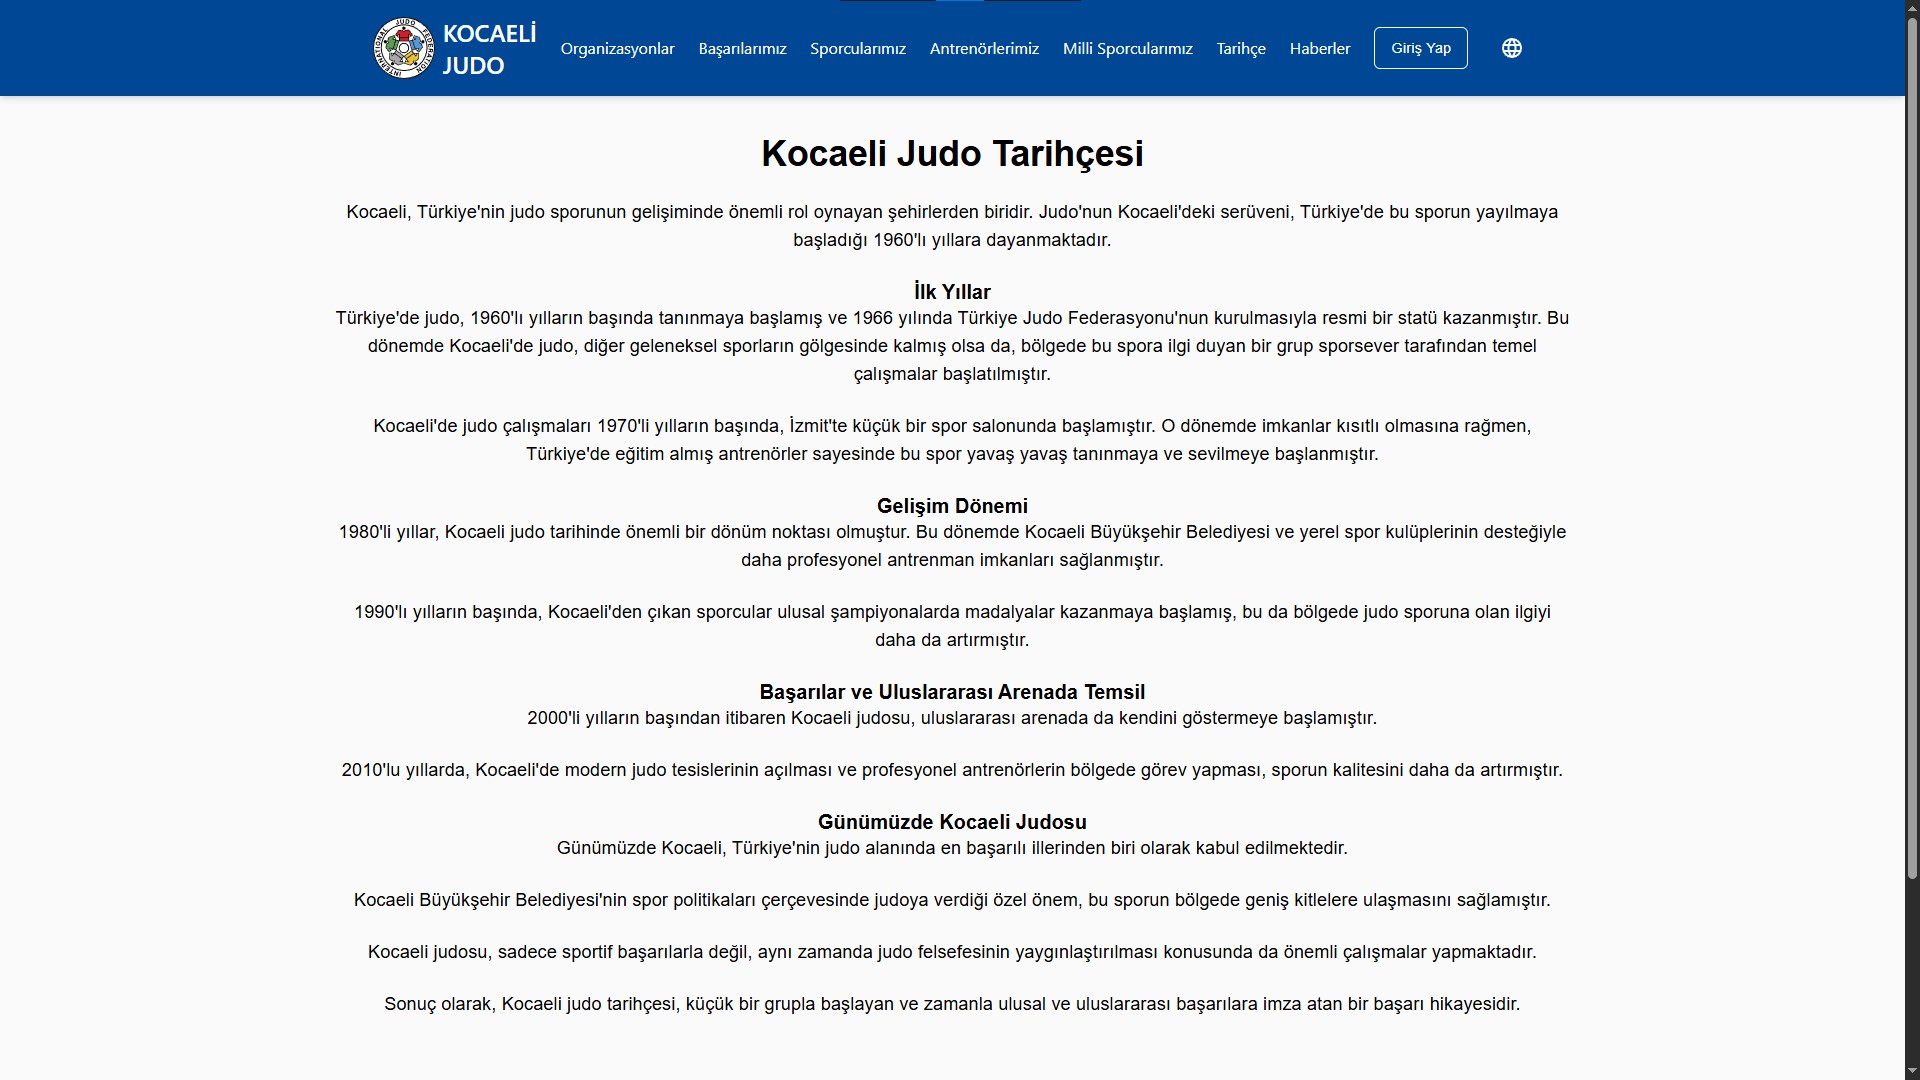 KOCAELİ
JUDO
Organizasyonlar Başarılarımız Sporcularımız Antrenörlerimiz Milli Sporcularımız Tarihçe Haberler Giriş Yap
Kocaeli Judo Tarihçesi
Kocaeli, Türkiye'nin judo sporunun gelişiminde önemli rol oynayan şehirlerden biridir. Judo'nun Kocaeli'deki serüveni, Türkiye'de bu sporun yayılmaya
başladığı 1960'lı yıllara dayanmaktadır.
İlk Yıllar
Türkiye'de judo, 1960'lı yılların başında tanınmaya başlamış ve 1966 yılında Türkiye Judo Federasyonu'nun kurulmasıyla resmi bir statü kazanmıştır. Bu
dönemde Kocaeli'de judo, diğer geleneksel sporların gölgesinde kalmış olsa da, bölgede bu spora ilgi duyan bir grup sporsever tarafından temel
çalışmalar başlatılmıştır.
Kocaeli'de judo çalışmaları 1970'li yılların başında, İzmit'te küçük bir spor salonunda başlamıştır. O dönemde imkanlar kısıtlı olmasına rağmen,
Türkiye'de eğitim almış antrenörler sayesinde bu spor yavaş yavaş tanınmaya ve sevilmeye başlanmıştır.
Gelişim Dönemi
1980'li yıllar, Kocaeli judo tarihinde önemli bir dönüm noktası olmuştur. Bu dönemde Kocaeli Büyükşehir Belediyesi ve yerel spor kulüplerinin desteğiyle
daha profesyonel antrenman imkanları sağlanmıştır.
1990'lı yılların başında, Kocaeli'den çıkan sporcular ulusal şampiyonalarda madalyalar kazanmaya başlamış, bu da bölgede judo sporuna olan ilgiyi
daha da artırmıştır.
Başarılar ve Uluslararası Arenada Temsil
2000'li yılların başından itibaren Kocaeli judosu, uluslararası arenada da kendini göstermeye başlamıştır.
2010'lu yıllarda, Kocaeli'de modern judo tesislerinin açılması ve profesyonel antrenörlerin bölgede görev yapması, sporun kalitesini daha da artırmıştır.
Günümüzde Kocaeli Judosu
Günümüzde Kocaeli, Türkiye'nin judo alanında en başarılı illerinden biri olarak kabul edilmektedir.
Kocaeli Büyükşehir Belediyesi'nin spor politikaları çerçevesinde judoya verdiği özel önem, bu sporun bölgede geniş kitlelere ulaşmasını sağlamıştır.
Kocaeli judosu, sadece sportif başarılarla değil, aynı zamanda judo felsefesinin yaygınlaştırılması konusunda da önemli çalışmalar yapmaktadır.
Sonuç olarak, Kocaeli judo tarihçesi, küçük bir grupla başlayan ve zamanla ulusal ve uluslararası başarılara imza atan bir başarı hikayesidir.
INTERNATIONAL JUDO FEDERATION